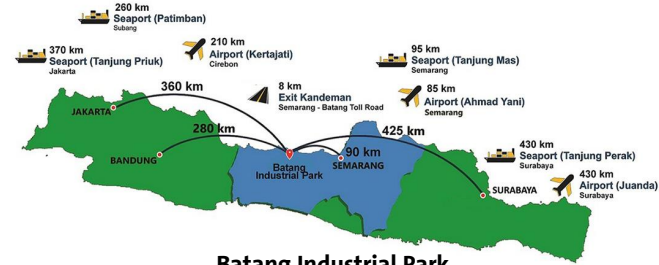 260 km
Seaport (Patimban)
Subang
370 km
Seaport (Tanjung Priuk)
Jakarta
210 km
Airport (Kertajati)
Cirebon
95 km
Seaport (Tanjung Mas)
Semarang
8 km
Exit Kandeman
Semarang - Batang Toll Road
85 km
Airport (Ahmad Yani)
Semarang
360 km
JAKARTA
280 km
425 km
BANDUNG
90 km
Batang
Industrial Park
SEMARANG
430 km
Seaport (Tanjung Perak)
Surabaya
430 km
Airport (Juanda)
Surabaya
SURABAYA
Batang Industrial Park